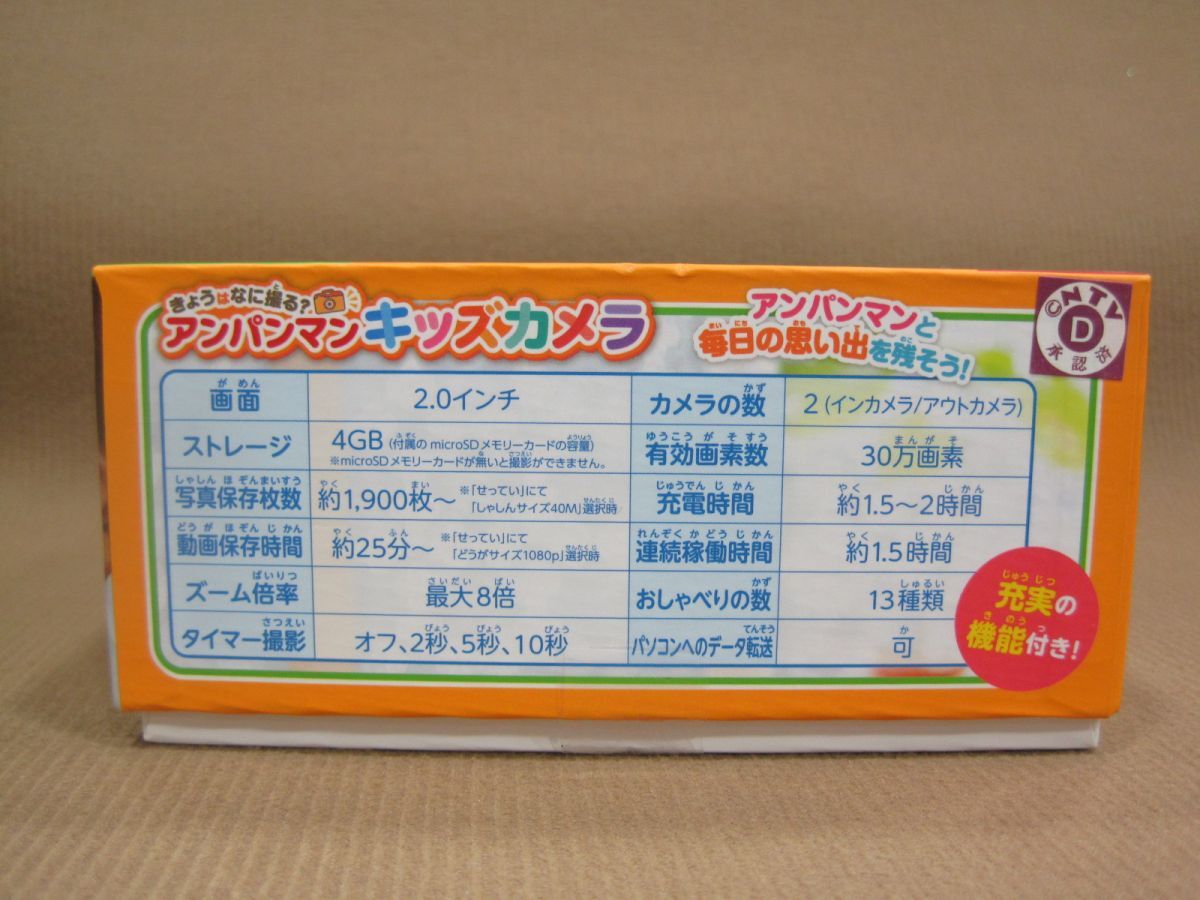 きょうはなに撮る?
アンパンマンキッズカメラ
アンパンマンと
毎日の思い出を残そう!
©NTV
D
承認済
画面 2.0インチ
ストレージ 4GB (付属のmicroSDメモリーカードの容量)
※microSDメモリーカードが無いと撮影ができません。
写真保存枚数 約1,900枚~ ※「せってい」にて
「しゃしんサイズ40M」選択時
動画保存時間 約25分~ ※「せってい」にて
「どうがサイズ1080p」選択時
ズーム倍率 最大8倍
タイマー撮影 オフ、2秒、5秒、10秒
カメラの数 2 (インカメラ/アウトカメラ)
有効画素数 30万画素
充電時間 約1.5~2時間
連続稼働時間 約1.5時間
おしゃべりの数 13種類
パソコンへのデータ転送 可
充実の
機能付き!